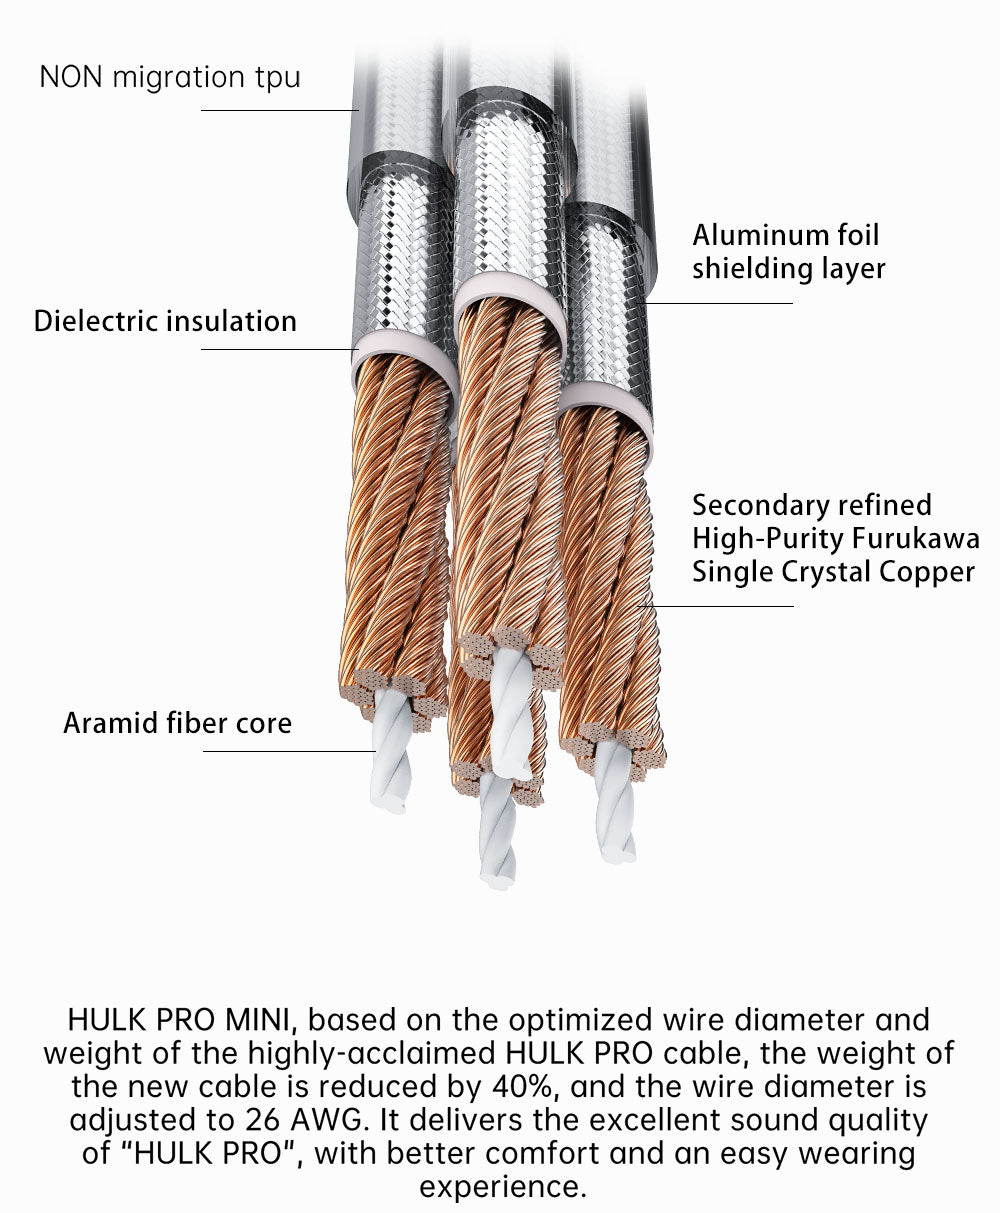 NON migration tpu
Aluminum foil
shielding layer
Dielectric insulation
Secondary refined
High-Purity Furukawa
Single Crystal Copper
Aramid fiber core
HULK PRO MINI, based on the optimized wire diameter and
weight of the highly-acclaimed HULK PRO cable, the weight of
the new cable is reduced by 40%, and the wire diameter is
adjusted to 26 AWG. It delivers the excellent sound quality
of “HULK PRO”, with better comfort and an easy wearing
experience.